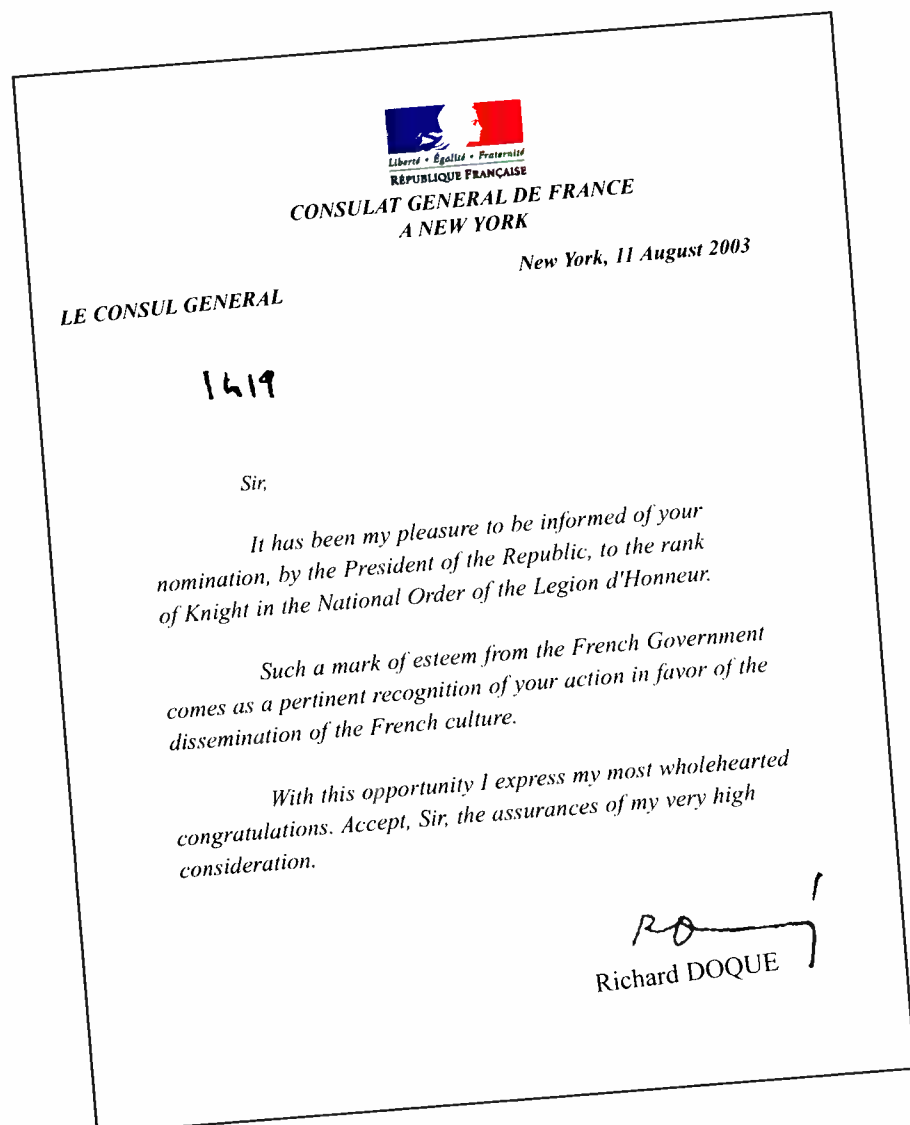 Liberté • Égalité • Fraternité
RÉPUBLIQUE FRANÇAISE
CONSULAT GENERAL DE FRANCE
A NEW YORK
New York, 11 August 2003
LE CONSUL GENERAL
1419
Sir,
It has been my pleasure to be informed of your
nomination, by the President of the Republic, to the rank
of Knight in the National Order of the Legion d'Honneur.
Such a mark of esteem from the French Government
comes as a pertinent recognition of your action in favor of the
dissemination of the French culture.
With this opportunity I express my most wholehearted
congratulations. Accept, Sir, the assurances of my very high
consideration.
Richard DOQUE